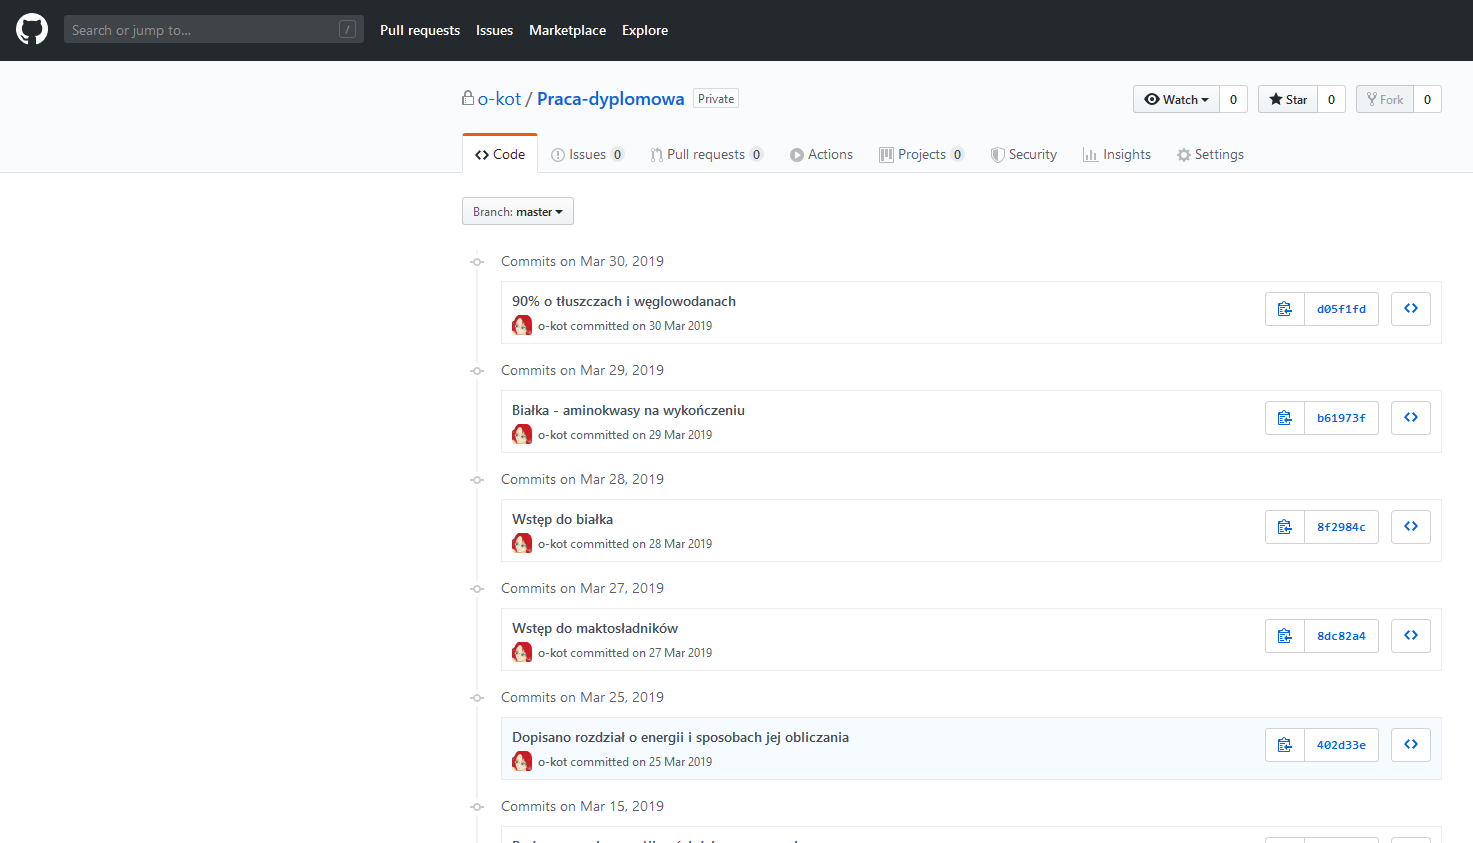 Search or jump to... / Pull requests Issues Marketplace Explore
o-kot / Praca-dyplomowa Private Watch 0 Star 0 Fork 0
Code Issues 0 Pull requests 0 Actions Projects 0 Security Insights Settings
Branch: master
Commits on Mar 30, 2019
90% o tłuszczach i węglowodanach
o-kot committed on 30 Mar 2019
d05f1fd
Commits on Mar 29, 2019
Białka - aminokwasy na wykończeniu
o-kot committed on 29 Mar 2019
b61973f
Commits on Mar 28, 2019
Wstęp do białka
o-kot committed on 28 Mar 2019
8f2984c
Commits on Mar 27, 2019
Wstęp do maktosładników
o-kot committed on 27 Mar 2019
8dc82a4
Commits on Mar 25, 2019
Dopisano rozdział o energii i sposobach jej obliczania
o-kot committed on 25 Mar 2019
402d33e
Commits on Mar 15, 2019